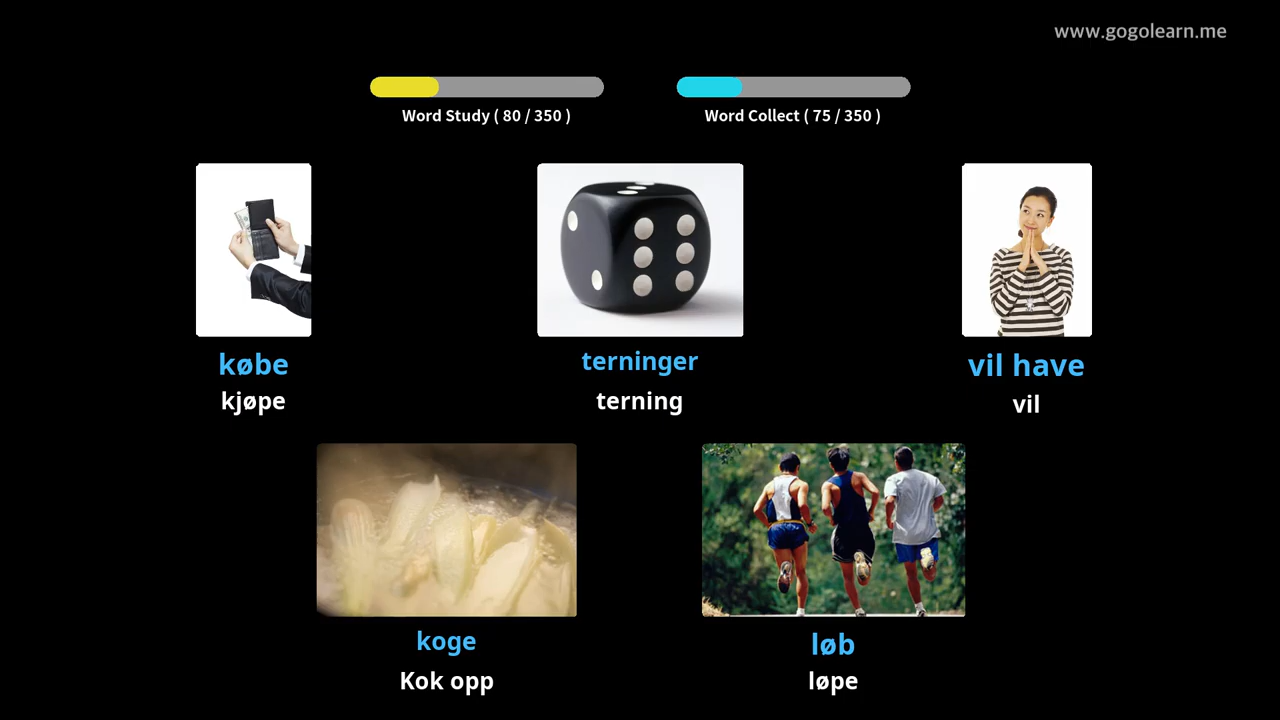 www.gogolearn.me
Word Study ( 80 / 350 )
Word Collect ( 75 / 350 )
købe
kjøpe
terninger
terning
vil have
vil
koge
Kok opp
løb
løpe